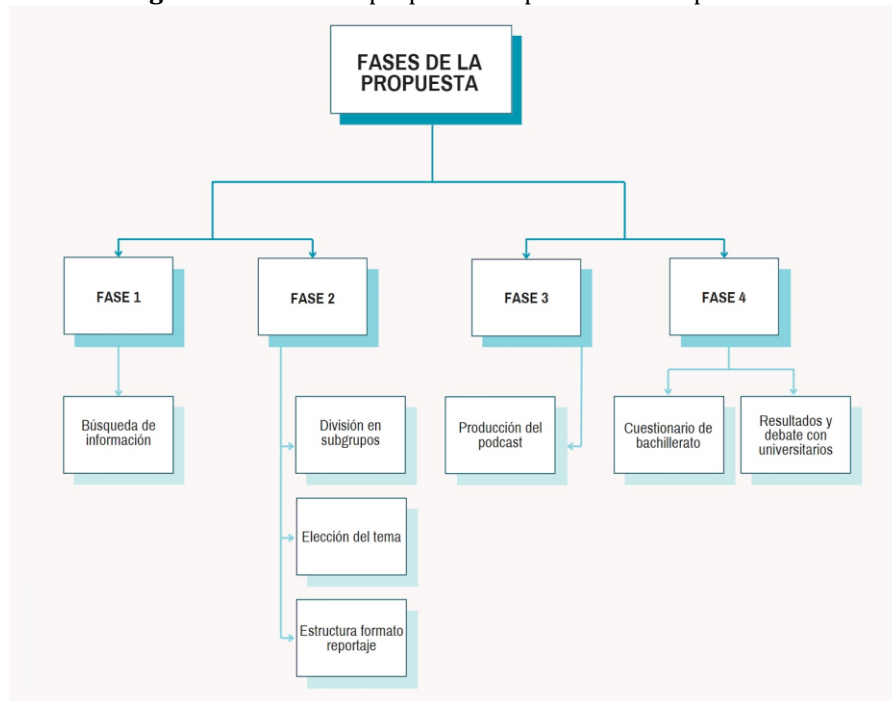 FASES DE LA
PROPUESTA
FASE 1
FASE 2
FASE 3
FASE 4
Búsqueda de
información
División en
subgrupos
Elección del tema
Estructura formato
reportaje
Producción del
podcast
Cuestionario de
bachillerato
Resultados y
debate con
universitarios